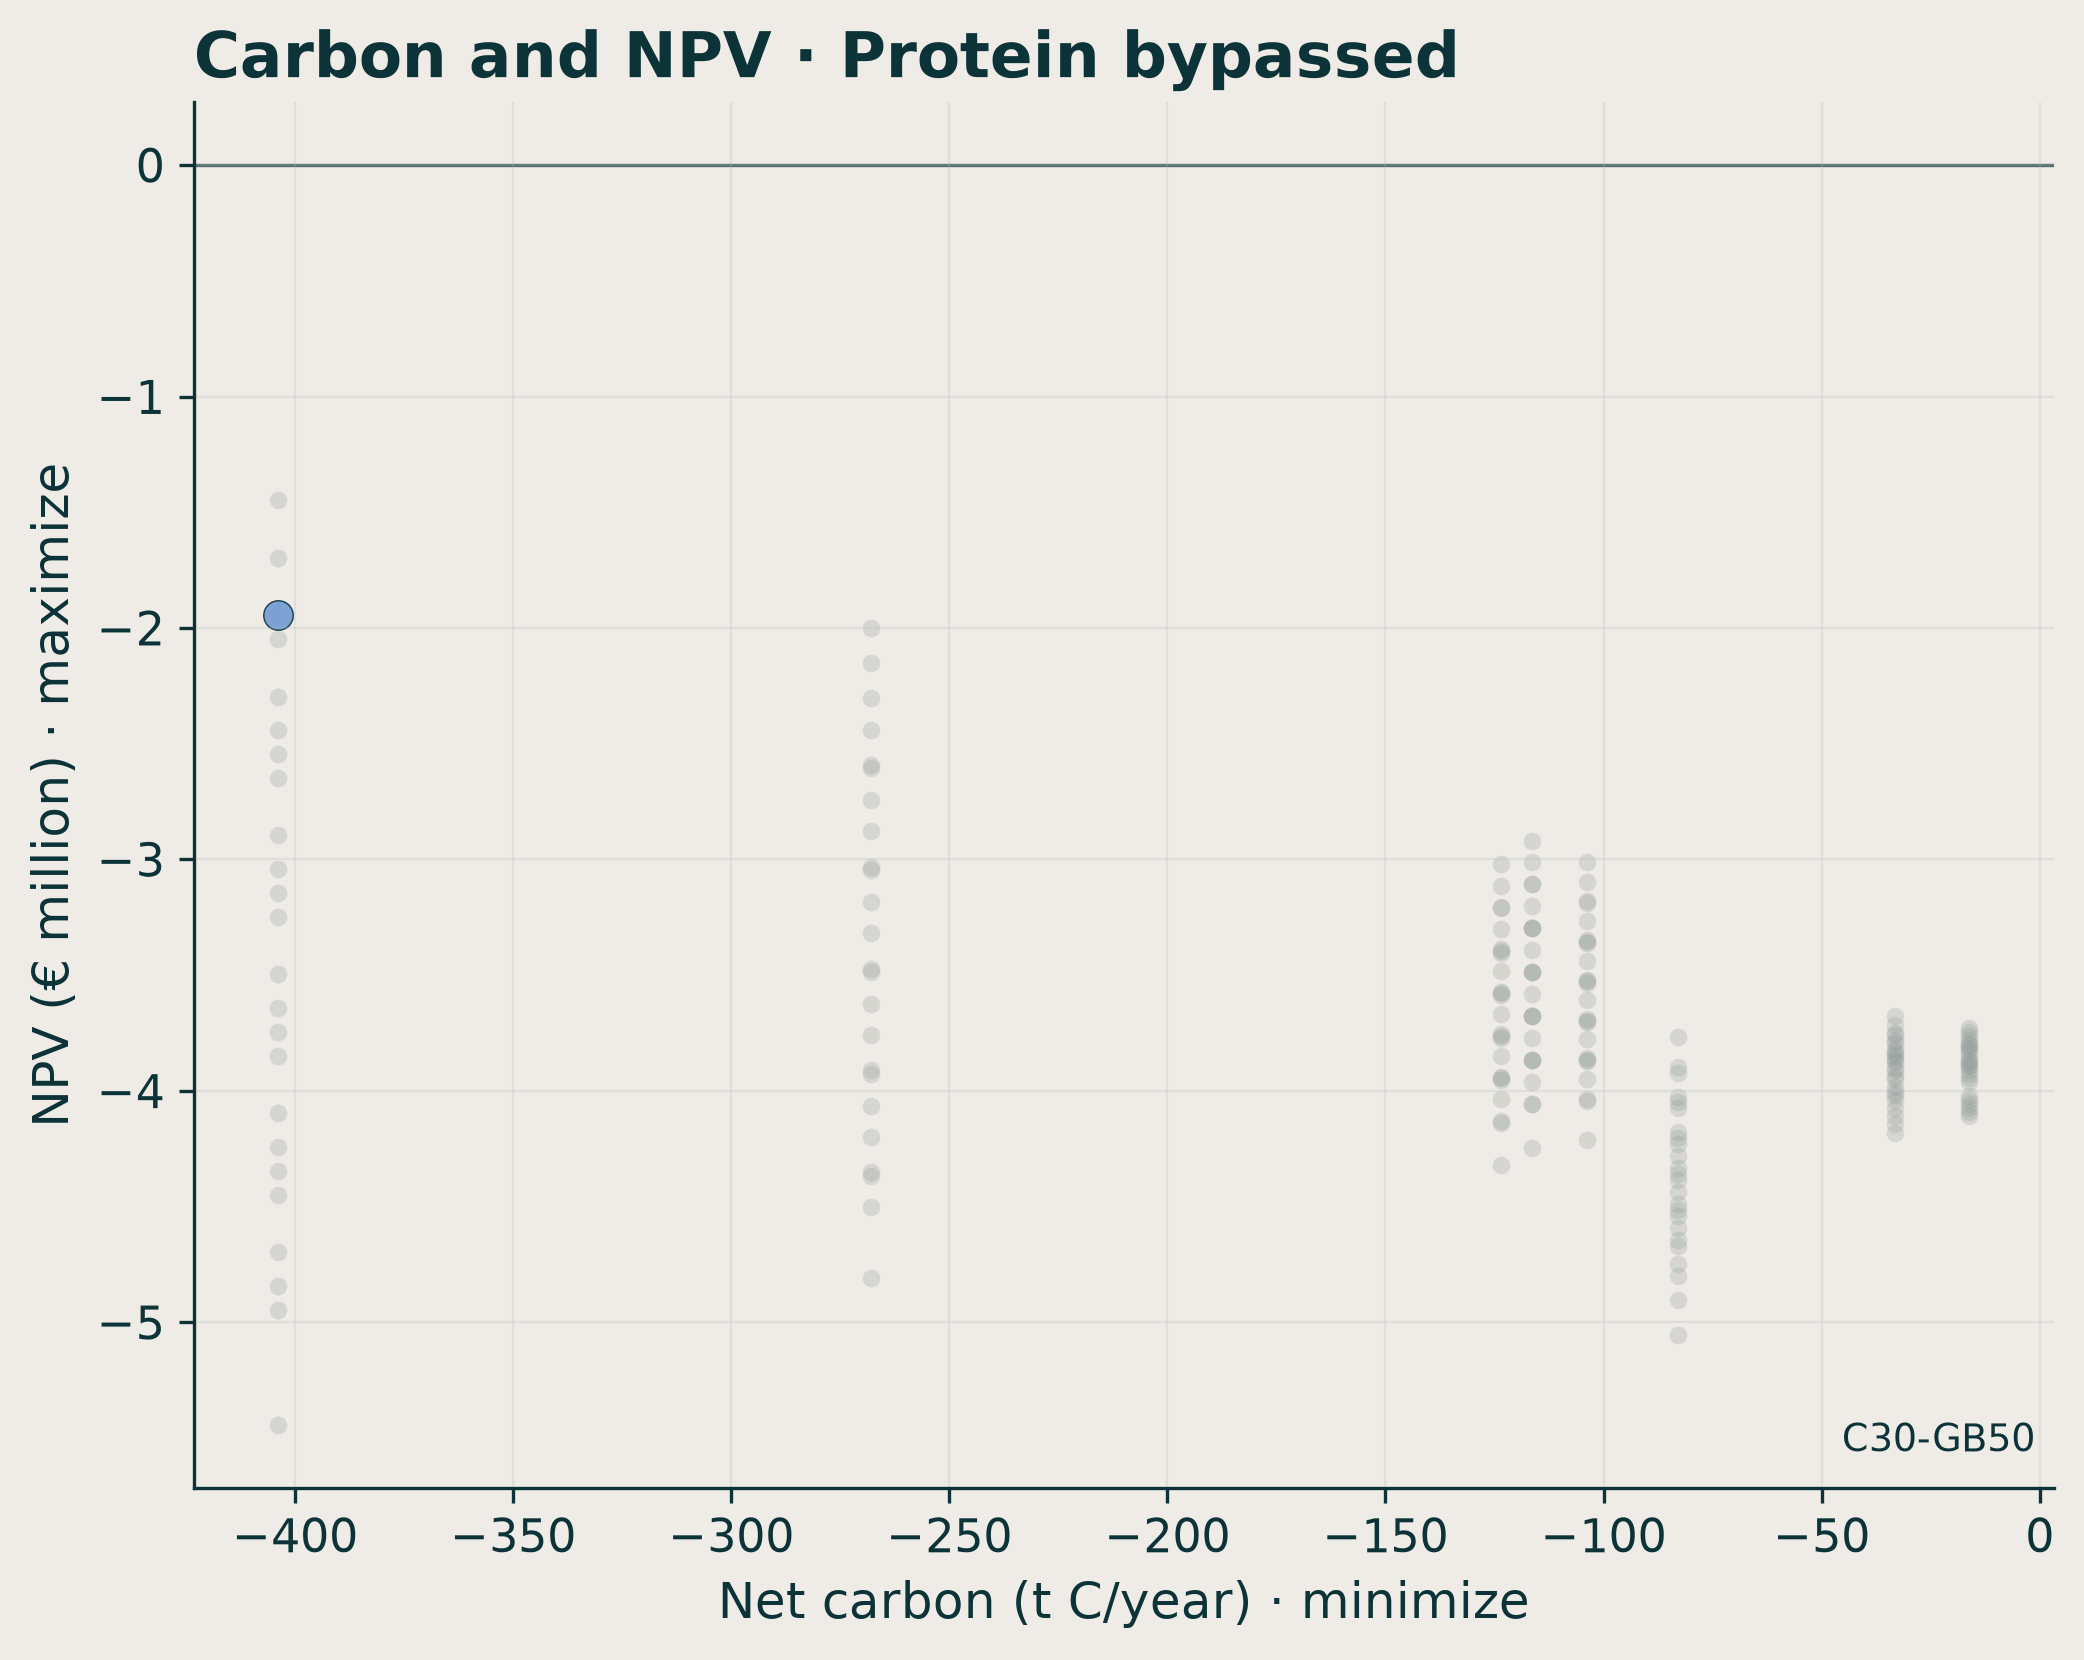 Carbon and NPV · Protein bypassed
NPV (€ million) · maximize
0
−1
−2
−3
−4
−5
C30-GB50
−400 −350 −300 −250 −200 −150 −100 −50 0
Net carbon (t C/year) · minimize